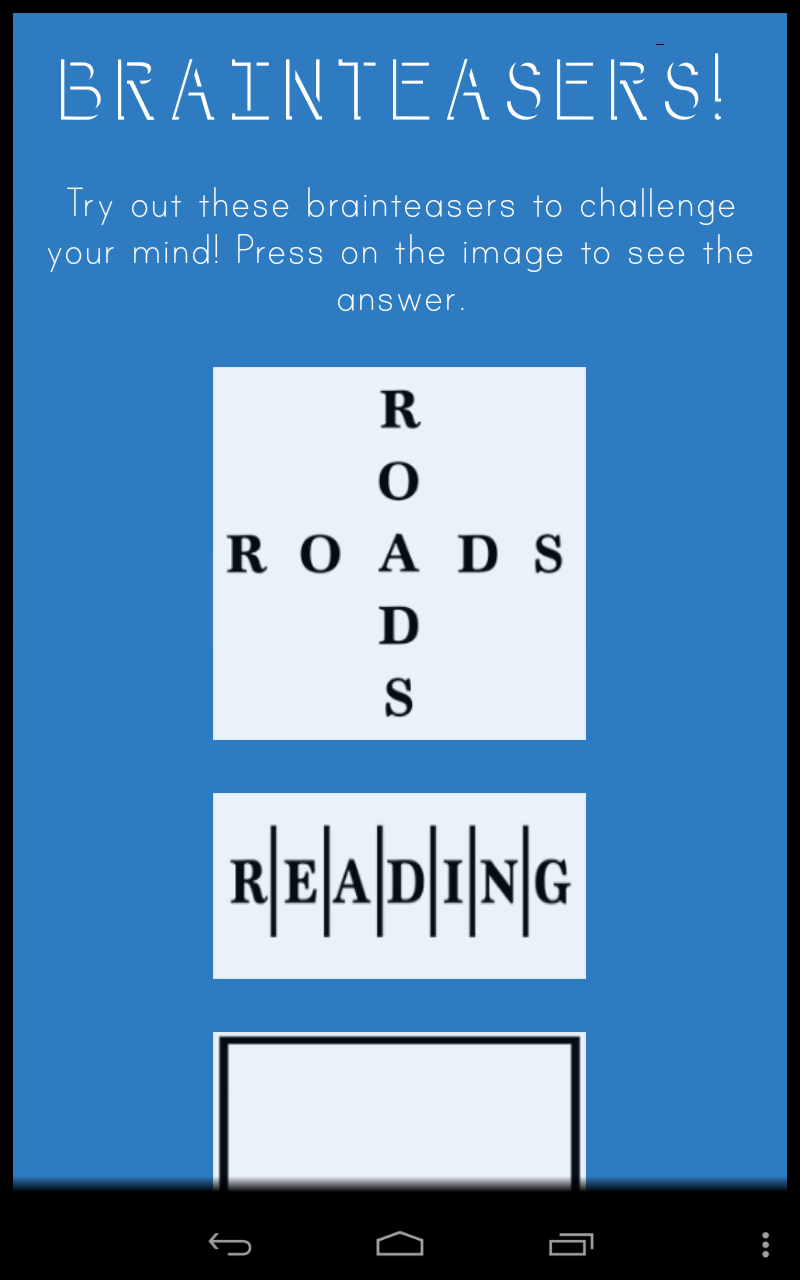 BRAINTEASERS!
Try out these brainteasers to challenge
your mind! Press on the image to see the
answer.
R
O
R O A D S
D
S
R|E|A|D|I|N|G